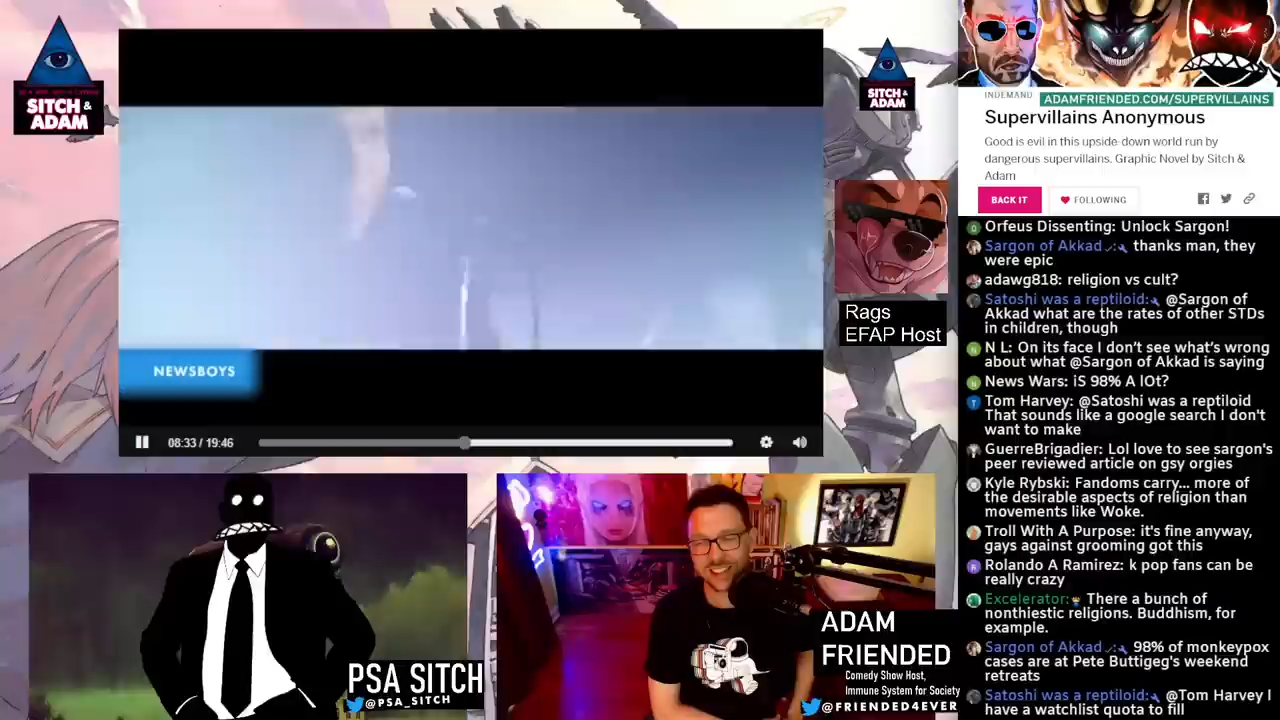 SITCH &
ADAM
SITCH &
ADAM
NEWSBOYS
08:33 / 19:46
Rags
EFAP Host
PSA SITCH
@PSA_SITCH
ADAM
FRIENDED
Comedy Show Host,
Immune System for Society
@FRIENDED4EVER
INDEMAND
ADAMFRIENDED.COM/SUPERVILLAINS
Supervillains Anonymous
Good is evil in this upside-down world run by
dangerous supervillains. Graphic Novel by Sitch &
Adam
BACK IT
FOLLOWING
Orfeus Dissenting: Unlock Sargon!
Sargon of Akkad thanks man, they
were epic
adawg818: religion vs cult?
Satoshi was a reptiloid: @Sargon of
Akkad what are the rates of other STDs
in children, though
N L: On its face I don't see what's wrong
about what @Sargon of Akkad is saying
News Wars: iS 98% A lOt?
Tom Harvey: @Satoshi was a reptiloid
That sounds like a google search I don't
want to make
GuerreBrigadier: Lol love to see sargon's
peer reviewed article on gsy orgies
Kyle Rybski: Fandoms carry... more of
the desirable aspects of religion than
movements like Woke.
Troll With A Purpose: it's fine anyway,
gays against grooming got this
Rolando A Ramirez: k pop fans can be
really crazy
Excelerator: There a bunch of
nonthiestic religions. Buddhism, for
example.
Sargon of Akkad 98% of monkeypox
cases are at Pete Buttigeg's weekend
retreats
Satoshi was a reptiloid: @Tom Harvey I
have a watchlist quota to fill